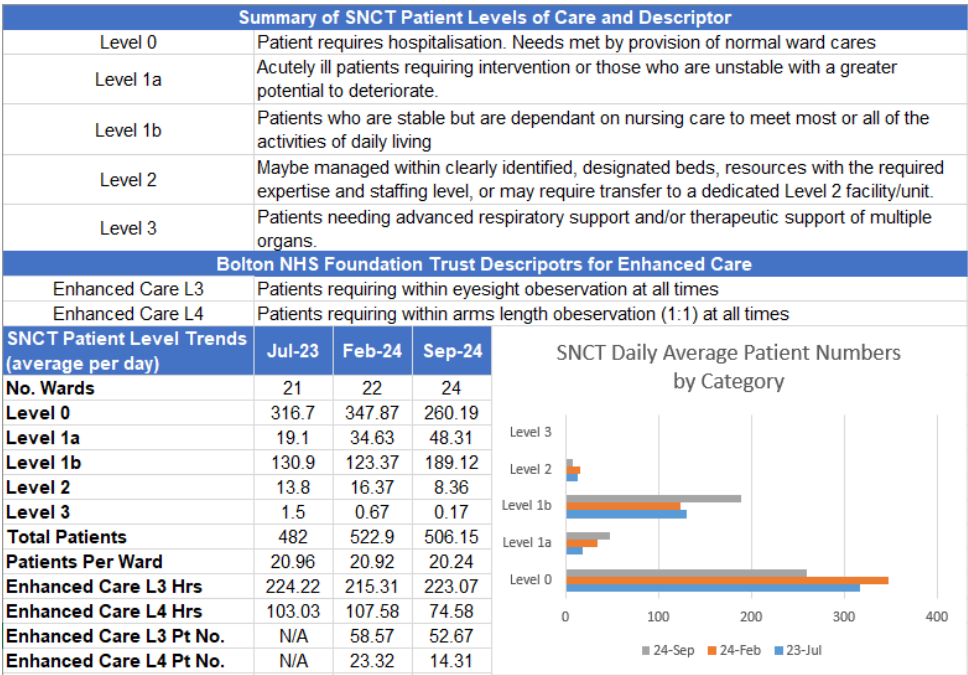 Summary of SNCT Patient Levels of Care and Descriptor
Level 0 Patient requires hospitalisation. Needs met by provision of normal ward cares
Level 1a Acutely ill patients requiring intervention or those who are unstable with a greater
potential to deteriorate.
Level 1b Patients who are stable but are dependant on nursing care to meet most or all of the
activities of daily living
Level 2 Maybe managed within clearly identified, designated beds, resources with the required
expertise and staffing level, or may require transfer to a dedicated Level 2 facility/unit.
Level 3 Patients needing advanced respiratory support and/or therapeutic support of multiple
organs.
Bolton NHS Foundation Trust Descripotrs for Enhanced Care
Enhanced Care L3 Patients requiring within eyesight obeservation at all times
Enhanced Care L4 Patients requiring within arms length obeservation (1:1) at all times
SNCT Patient Level Trends
(average per day) Jul-23 Feb-24 Sep-24
No. Wards 21 22 24
Level 0 316.7 347.87 260.19
Level 1a 19.1 34.63 48.31
Level 1b 130.9 123.37 189.12
Level 2 13.8 16.37 8.36
Level 3 1.5 0.67 0.17
Total Patients 482 522.9 506.15
Patients Per Ward 20.96 20.92 20.24
Enhanced Care L3 Hrs 224.22 215.31 223.07
Enhanced Care L4 Hrs 103.03 107.58 74.58
Enhanced Care L3 Pt No. N/A 58.57 52.67
Enhanced Care L4 Pt No. N/A 23.32 14.31
SNCT Daily Average Patient Numbers
by Category
Level 3
Level 2
Level 1b
Level 1a
Level 0
0 100 200 300 400
24-Sep 24-Feb 23-Jul